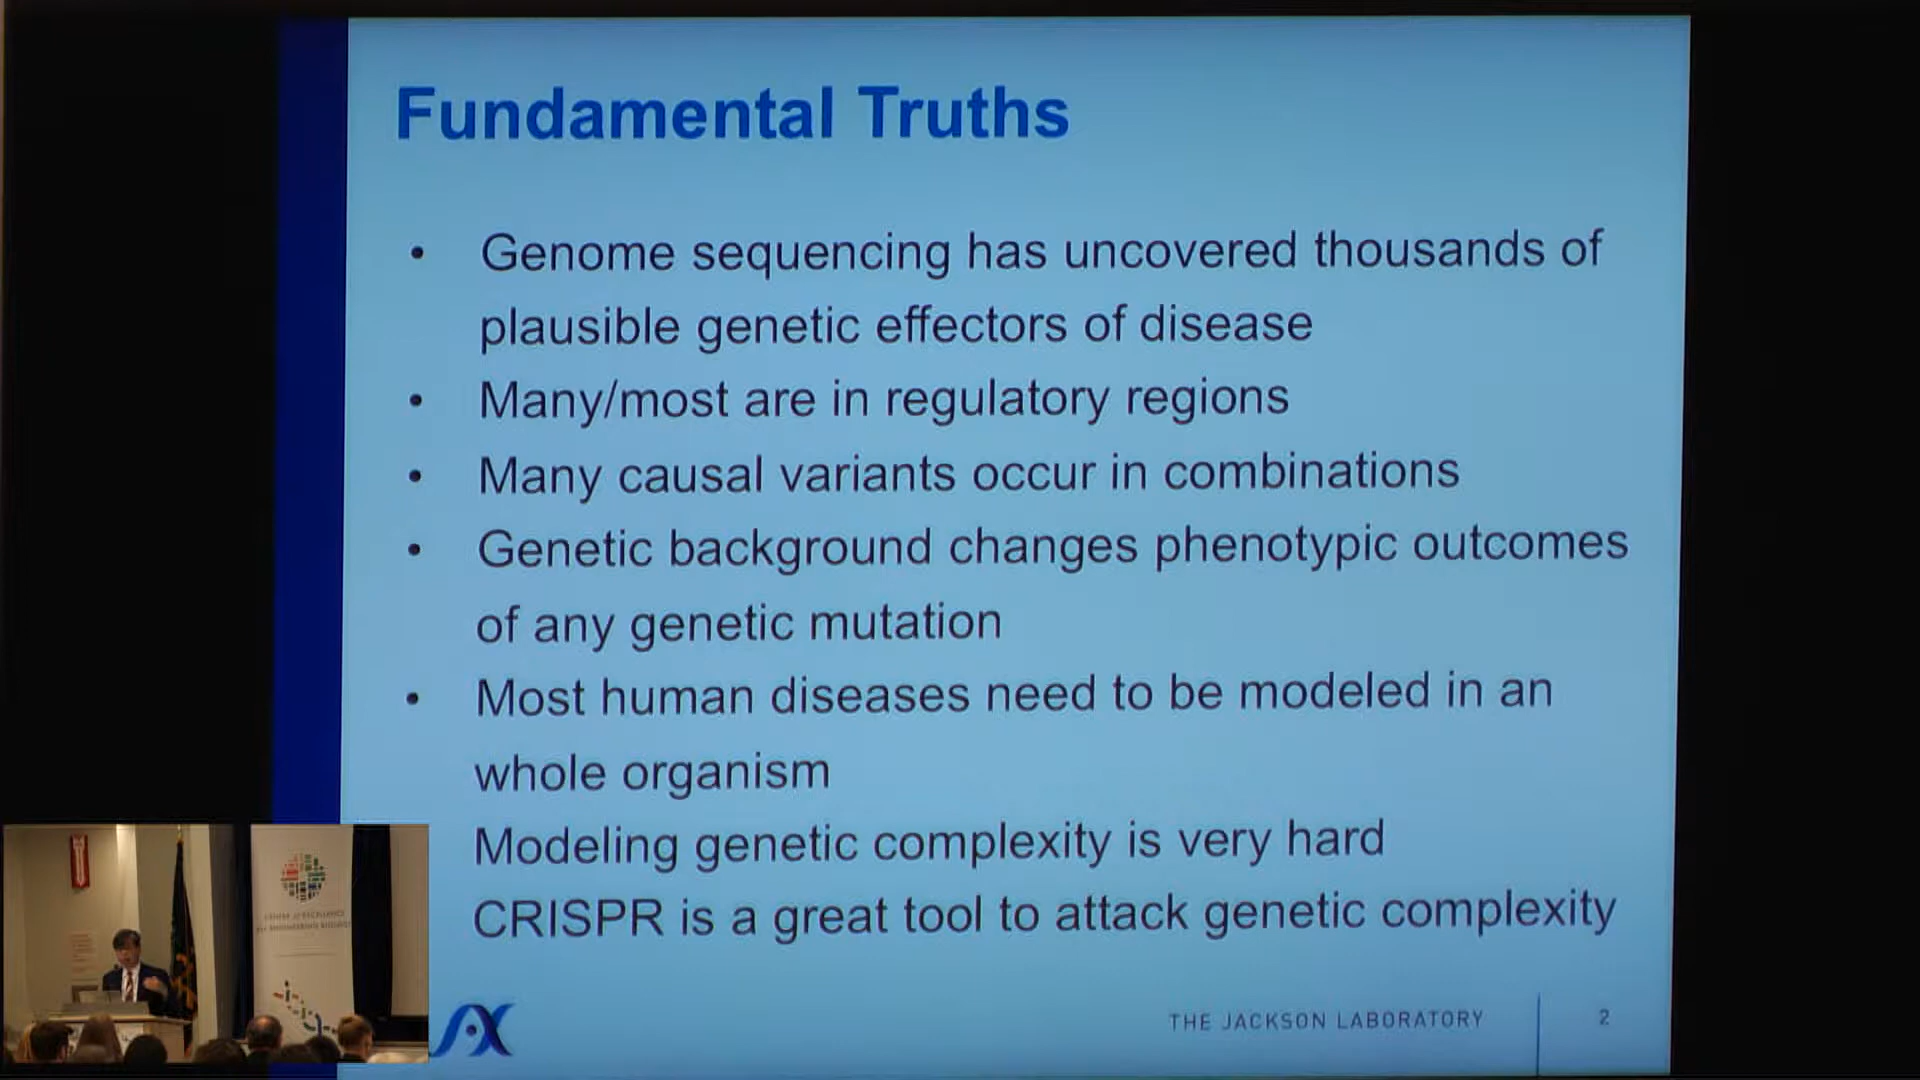 Fundamental Truths
• Genome sequencing has uncovered thousands of
plausible genetic effectors of disease
• Many/most are in regulatory regions
• Many causal variants occur in combinations
• Genetic background changes phenotypic outcomes
of any genetic mutation
• Most human diseases need to be modeled in an
whole organism
Modeling genetic complexity is very hard
CRISPR is a great tool to attack genetic complexity
THE JACKSON LABORATORY
2
CENTER of EXCELLENCE